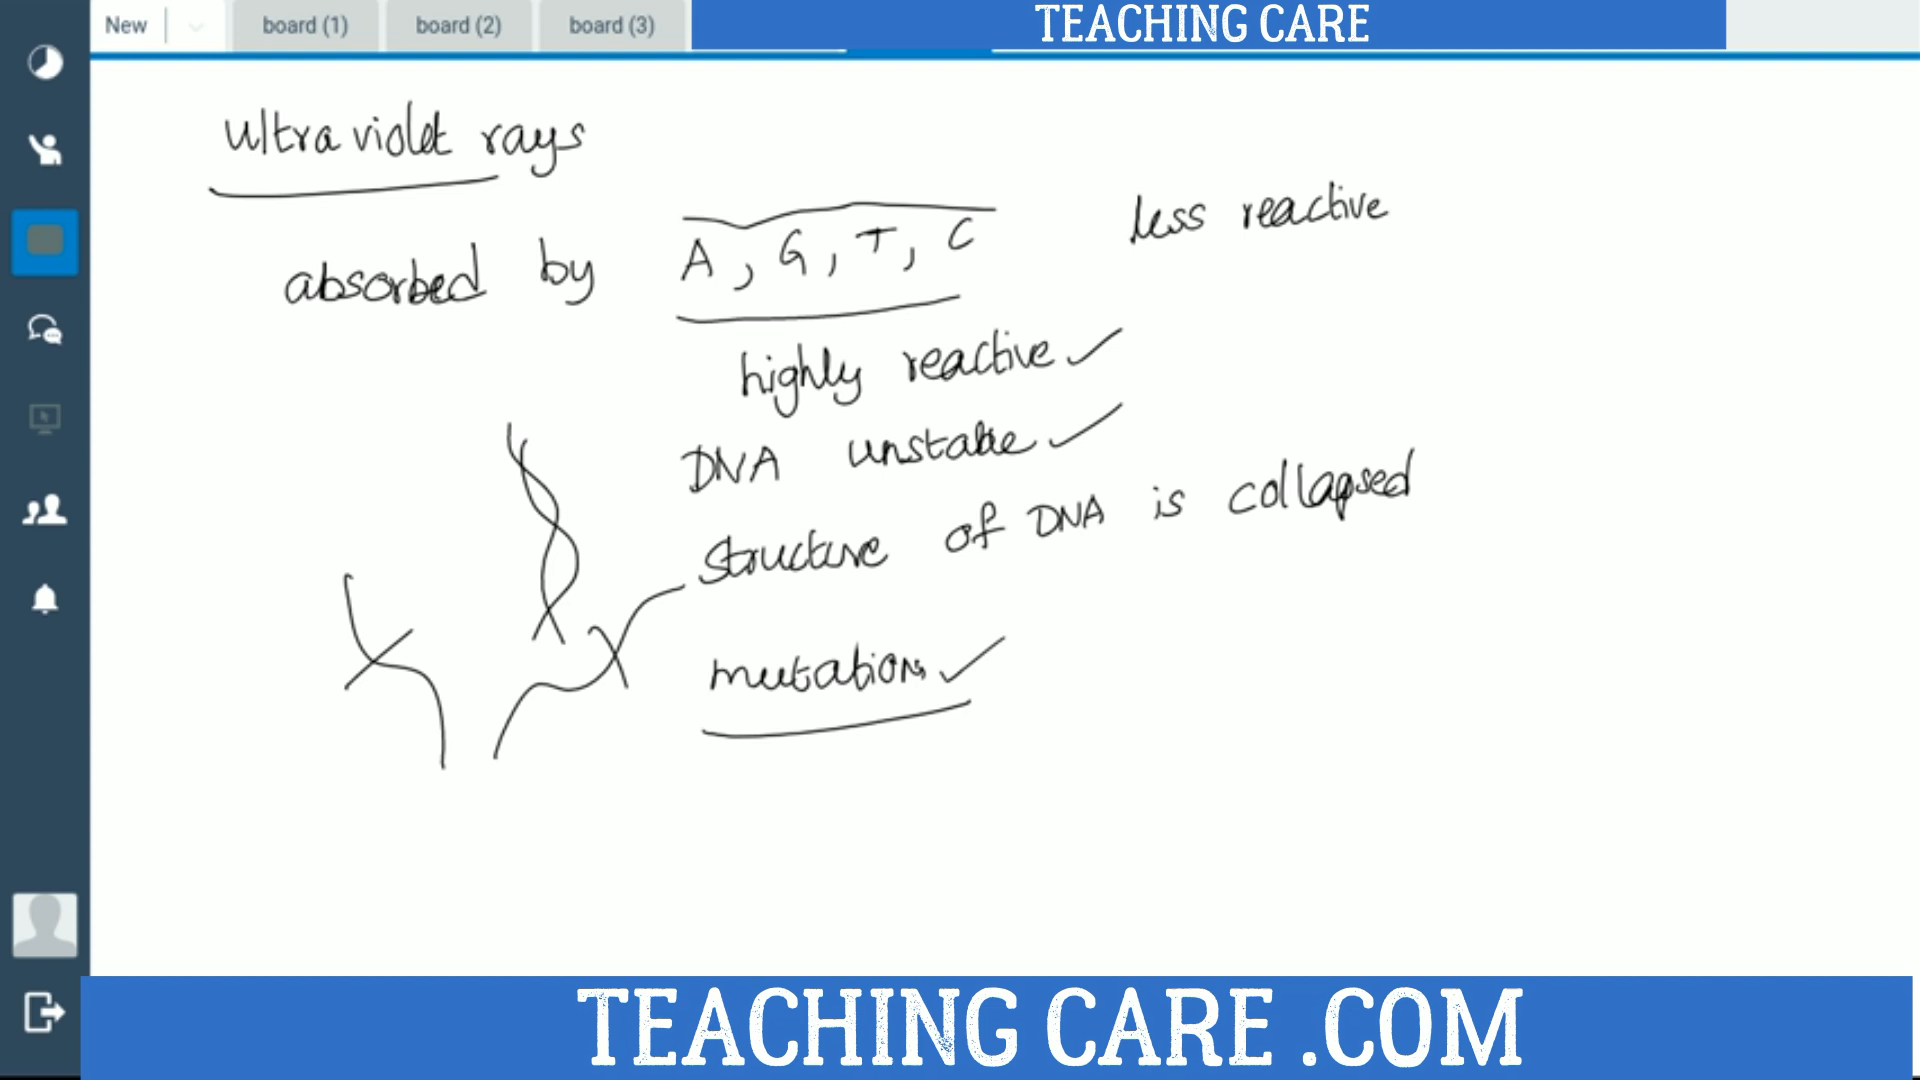 New board (1) board (2) board (3) TEACHING CARE
ultra violet rays
less reactive
absorbed by A, G, T, C
highly reactive
DNA unstable
structure of DNA is collapsed
mutations
TEACHING CARE .COM